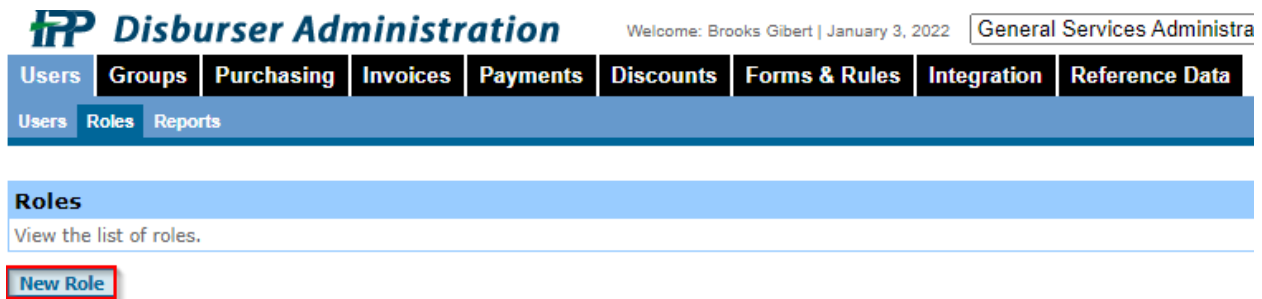 IPP Disburser Administration Welcome: Brooks Gibert | January 3, 2022 General Services Administra
Users Groups Purchasing Invoices Payments Discounts Forms & Rules Integration Reference Data
Users Roles Reports
Roles
View the list of roles.
New Role